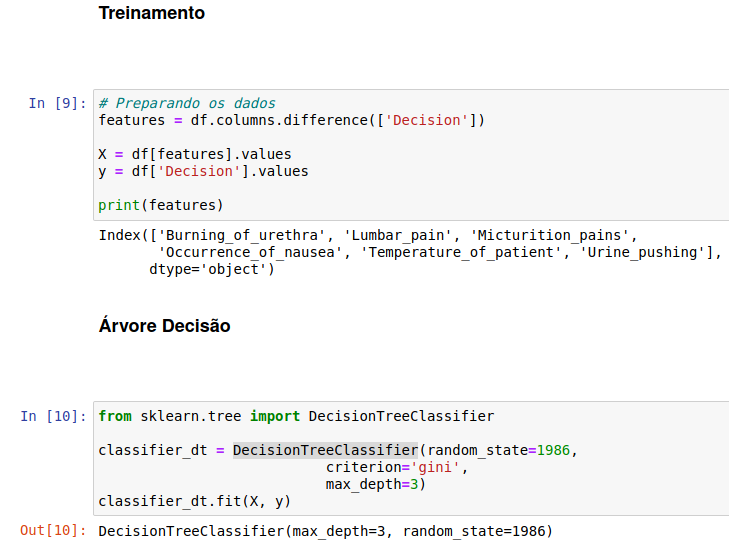 Treinamento
In [9]: # Preparando os dados
features = df.columns.difference(['Decision'])
X = df[features].values
y = df['Decision'].values
print(features)
Index(['Burning_of_urethra', 'Lumbar_pain', 'Micturition_pains',
'Occurrence_of_nausea', 'Temperature_of_patient', 'Urine_pushing'],
dtype='object')
Árvore Decisão
In [10]: from sklearn.tree import DecisionTreeClassifier
classifier_dt = DecisionTreeClassifier(random_state=1986,
criterion='gini',
max_depth=3)
classifier_dt.fit(X, y)
Out[10]: DecisionTreeClassifier(max_depth=3, random_state=1986)